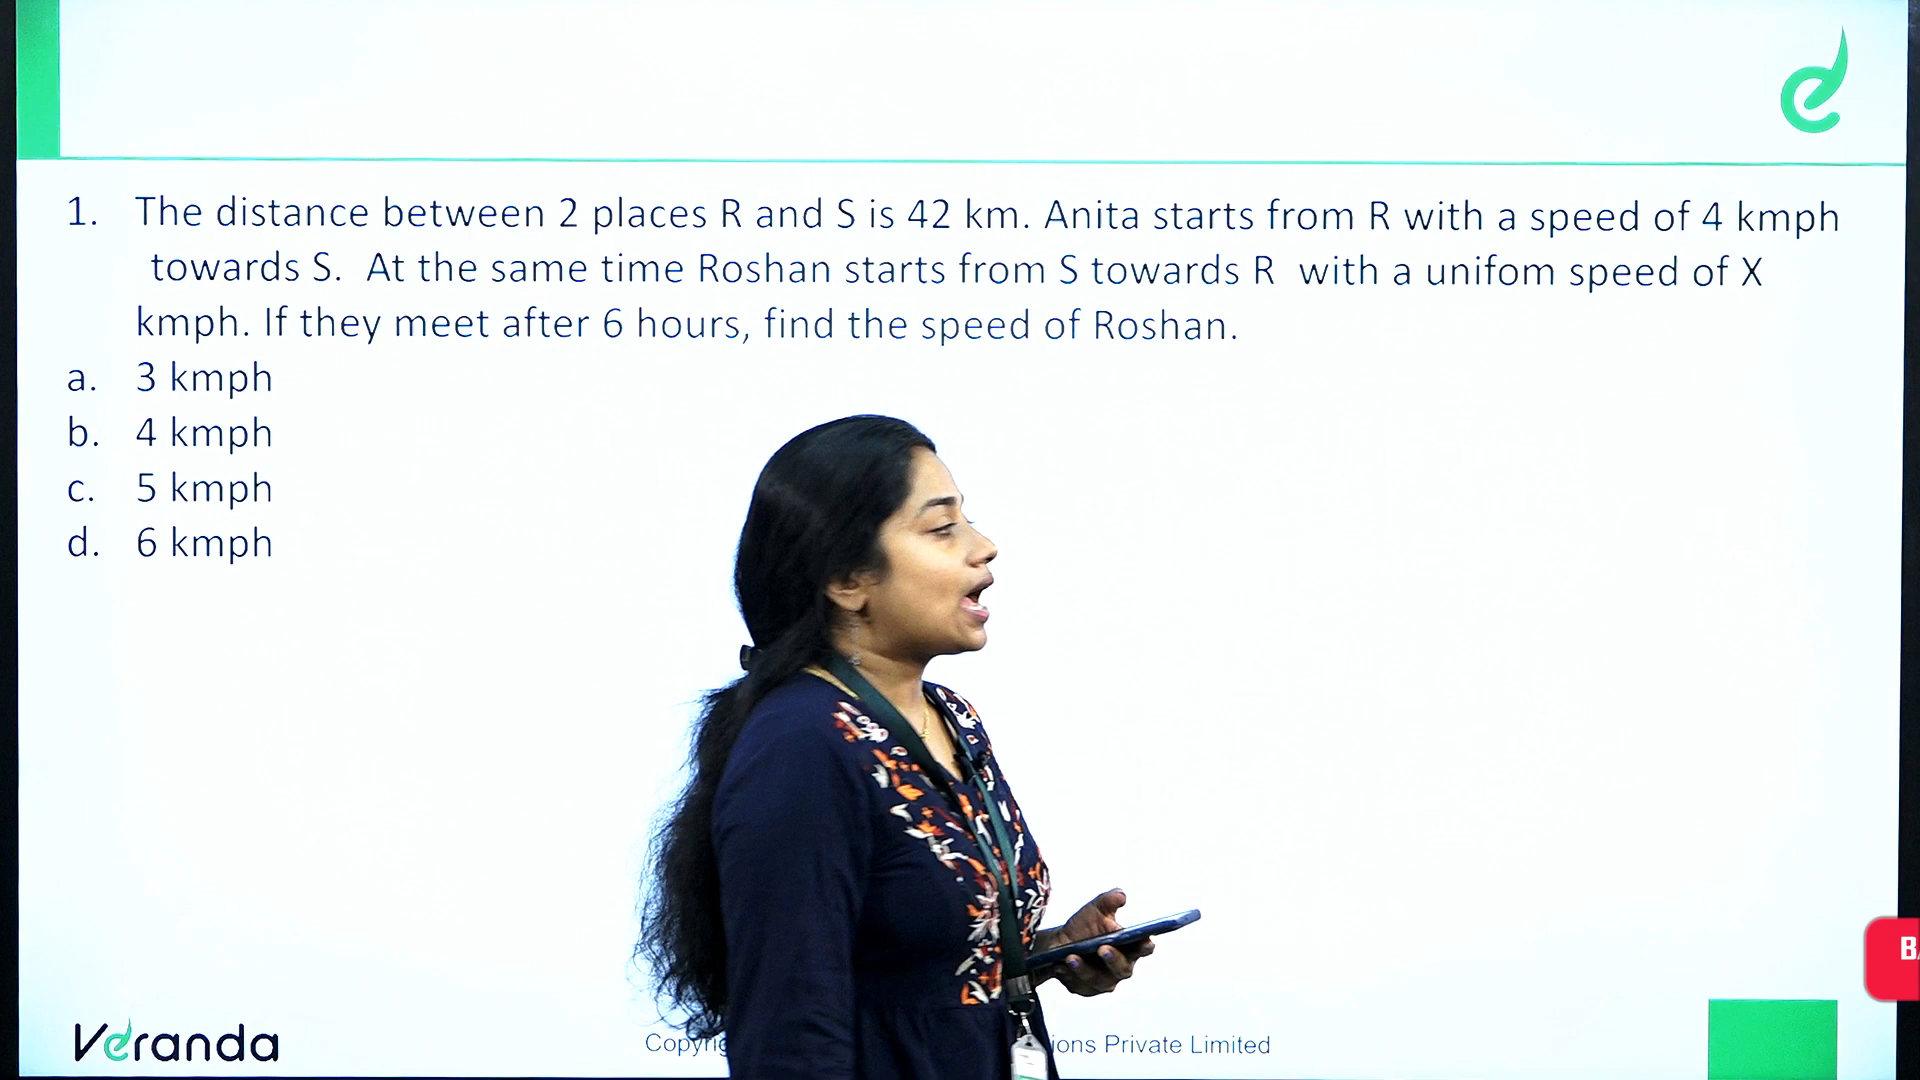 1. The distance between 2 places R and S is 42 km. Anita starts from R with a speed of 4 kmph
towards S. At the same time Roshan starts from S towards R with a unifom speed of X
kmph. If they meet after 6 hours, find the speed of Roshan.
a. 3 kmph
b. 4 kmph
c. 5 kmph
d. 6 kmph
Veranda
Private Limited